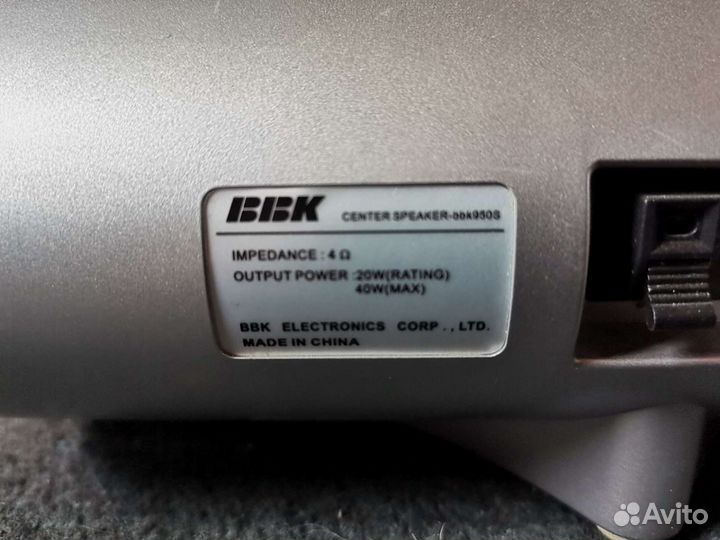 BBK CENTER SPEAKER-bbk950S
IMPEDANCE : 4 Ω
OUTPUT POWER :20W(RATING)
40W(MAX)
BBK ELECTRONICS CORP., LTD.
MADE IN CHINA
Avito